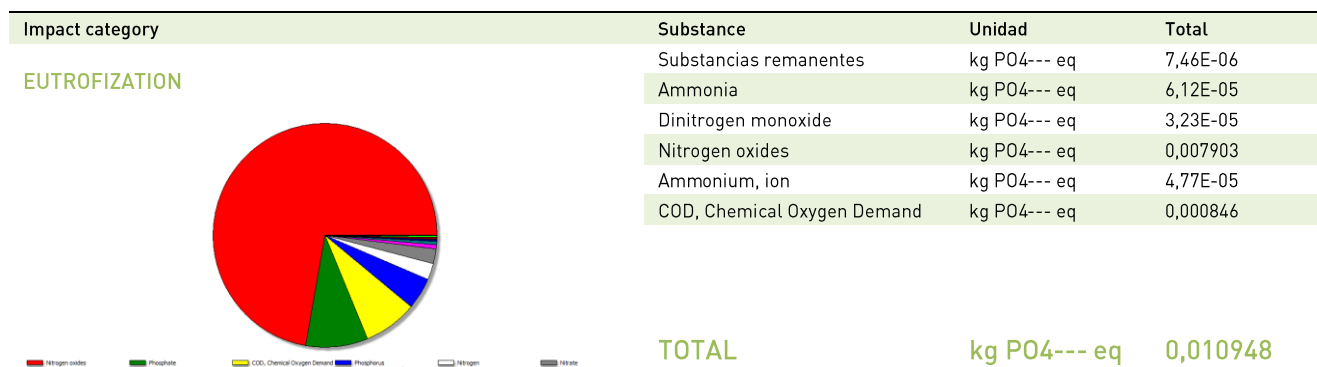 Impact category Substance Unidad Total
EUTROFIZATION
Substancias remanentes kg PO4--- eq 7,46E-06
Ammonia kg PO4--- eq 6,12E-05
Dinitrogen monoxide kg PO4--- eq 3,23E-05
Nitrogen oxides kg PO4--- eq 0,007903
Ammonium, ion kg PO4--- eq 4,77E-05
COD, Chemical Oxygen Demand kg PO4--- eq 0,000846
TOTAL kg PO4--- eq 0,010948
Nitrogen oxides Phosphate COD, Chemical Oxygen Demand Phosphorus Nitrogen Nitrate